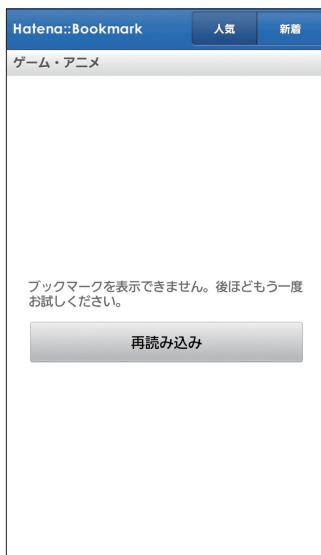 Hatena::Bookmark 人気 新着
ゲーム・アニメ
ブックマークを表示できません。後ほどもう一度
お試しください。
再読み込み